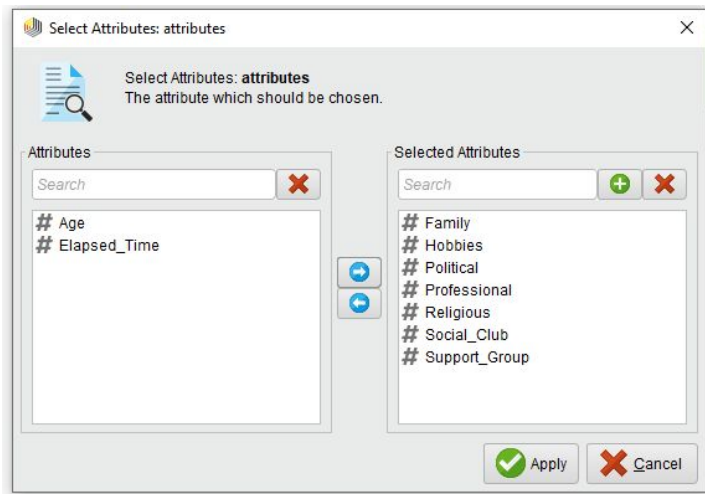 Select Attributes: attributes
Select Attributes: attributes
The attribute which should be chosen.
Attributes
Search
# Age
# Elapsed_Time
Selected Attributes
Search
# Family
# Hobbies
# Political
# Professional
# Religious
# Social_Club
# Support_Group
Apply
Cancel